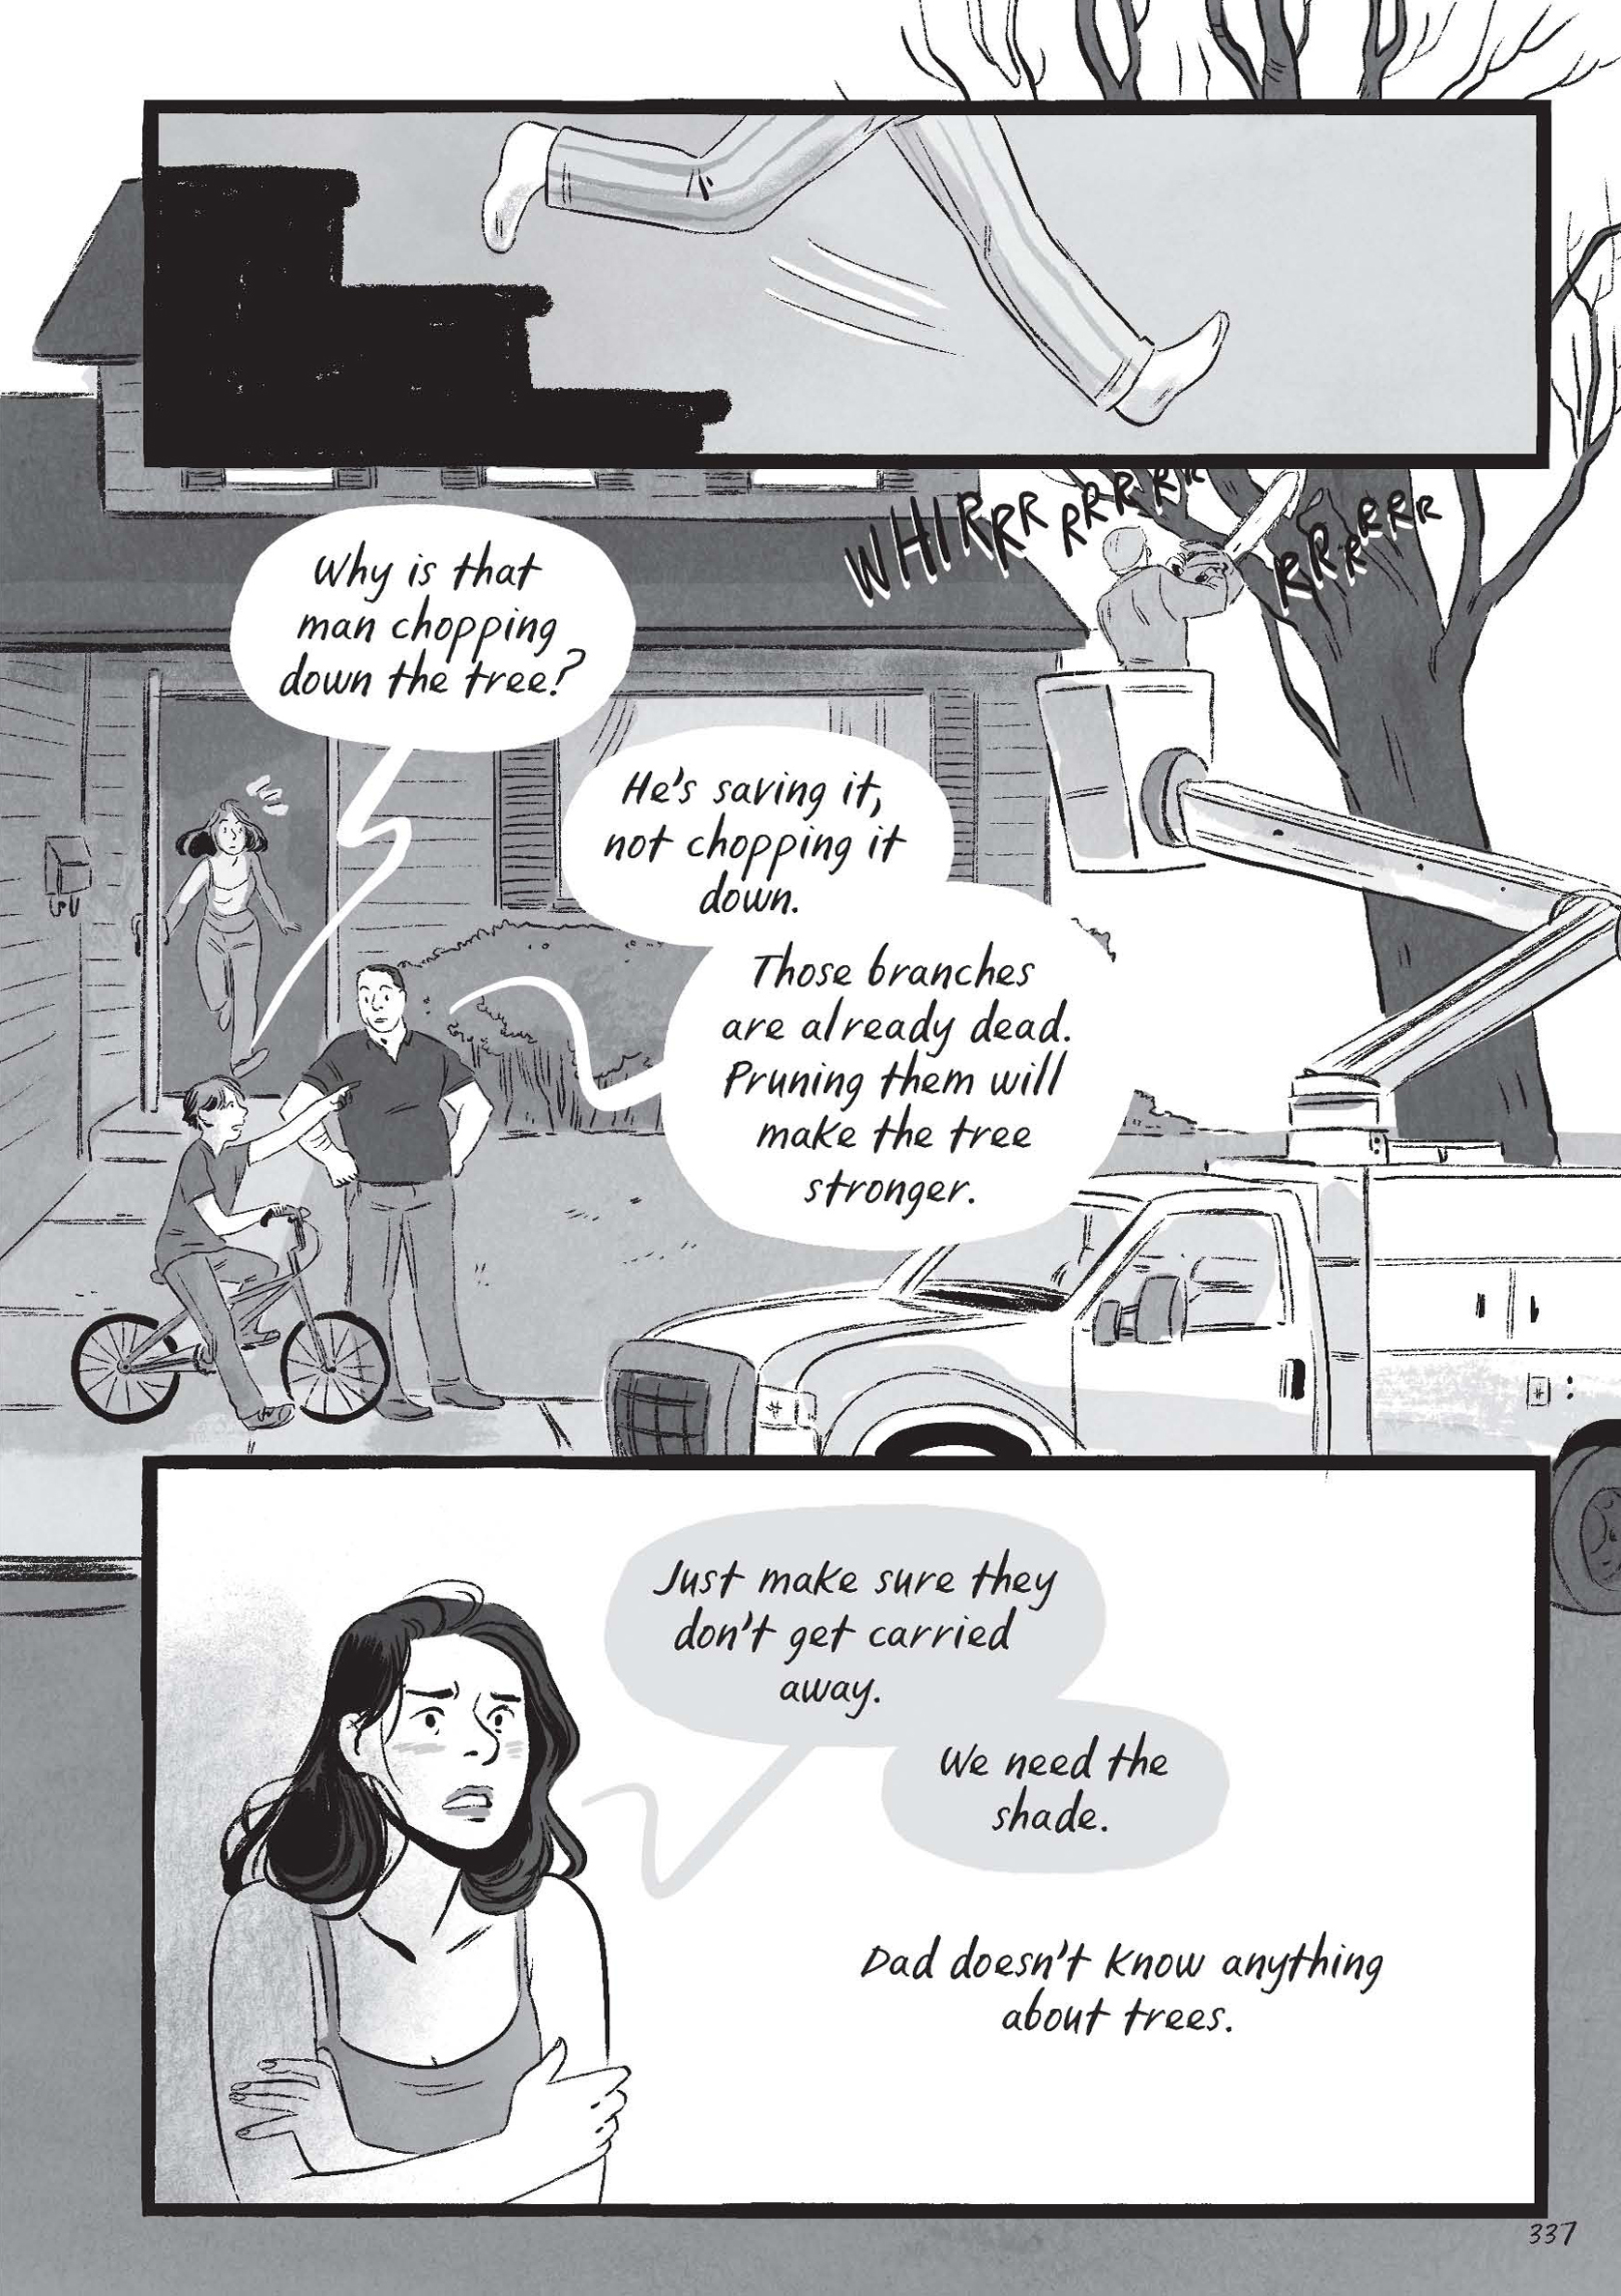 WHIRRRR RRRRRR RRRRRRR
Why is that
man chopping
down the tree?
He's saving it,
not chopping it
down.
Those branches
are already dead.
Pruning them will
make the tree
stronger.
Just make sure they
don't get carried
away.
We need the
shade.
Dad doesn't know anything
about trees.
337